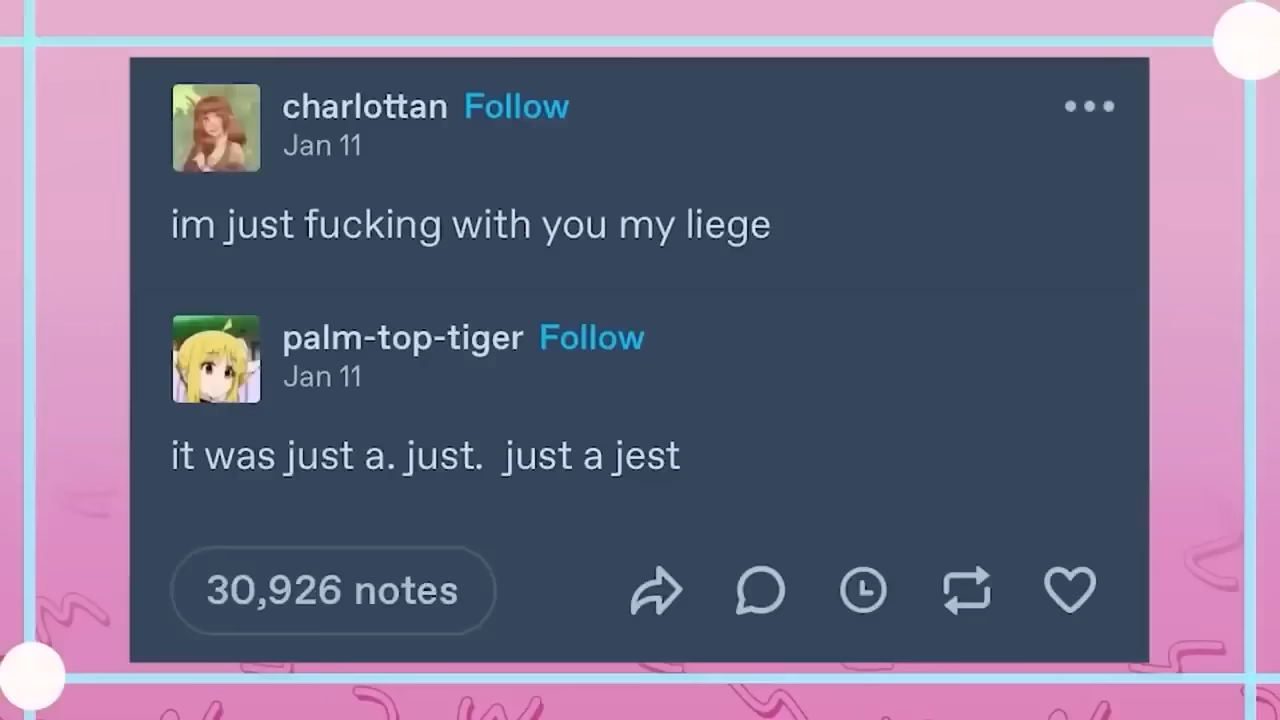 charlottan Follow
Jan 11
im just fucking with you my liege
palm-top-tiger Follow
Jan 11
it was just a. just.  just a jest
30,926 notes